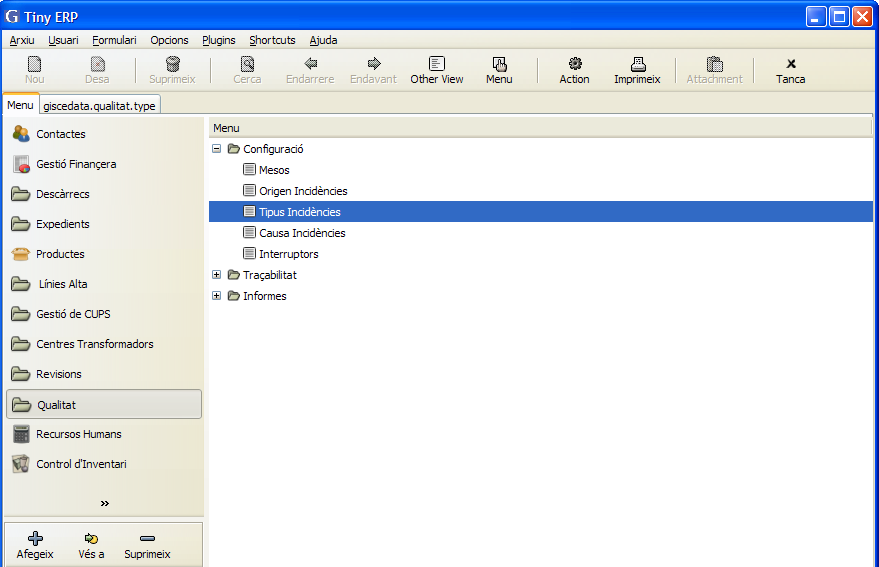 G Tiny ERP
Arxiu Usuari Formulari Opcions Plugins Shortcuts Ajuda
Nou Desa Suprimeix Cerca Endarrere Endavant Other View Menu Action Imprimeix Attachment Tanca
Menu giscedata.qualitat.type
Contactes
Gestió Finançera
Descàrrecs
Expedients
Productes
Línies Alta
Gestió de CUPS
Centres Transformadors
Revisions
Qualitat
Recursos Humans
Control d'Inventari
»
Afegeix Vés a Suprimeix
Menu
Configuració
Mesos
Origen Incidències
Tipus Incidències
Causa Incidències
Interruptors
Traçabilitat
Informes